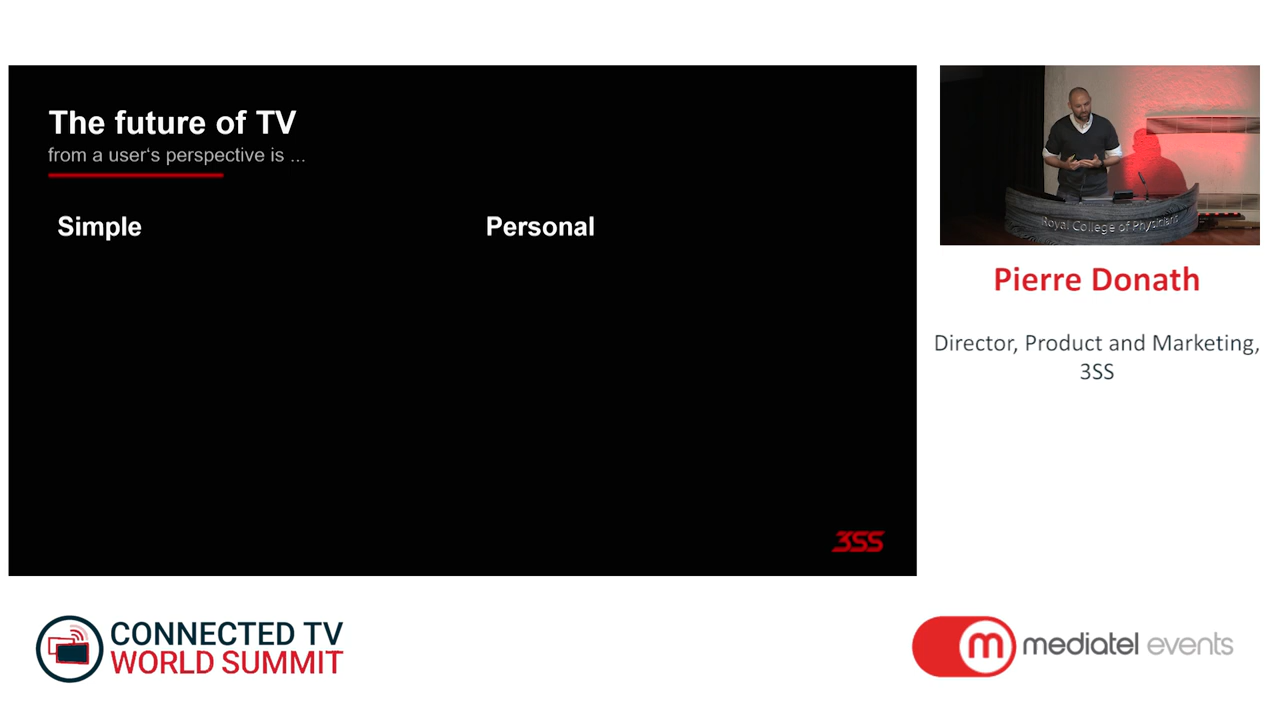 The future of TV
from a user‘s perspective is ...
Simple
Personal
3SS
Royal College of Physicians
Pierre Donath
Director, Product and Marketing,
3SS
CONNECTED TV
WORLD SUMMIT
m mediatel events